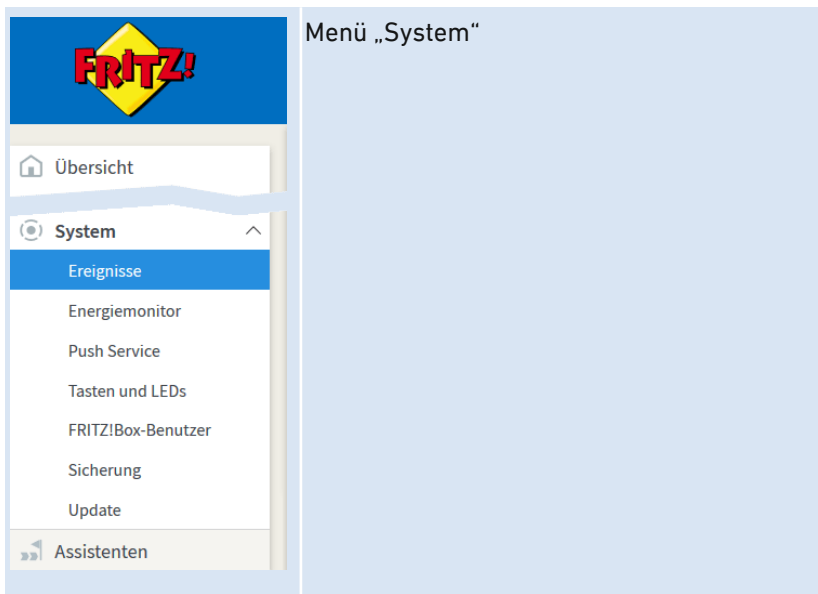 FRITZ!
Menü „System“
Übersicht
System
Ereignisse
Energiemonitor
Push Service
Tasten und LEDs
FRITZ!Box-Benutzer
Sicherung
Update
Assistenten